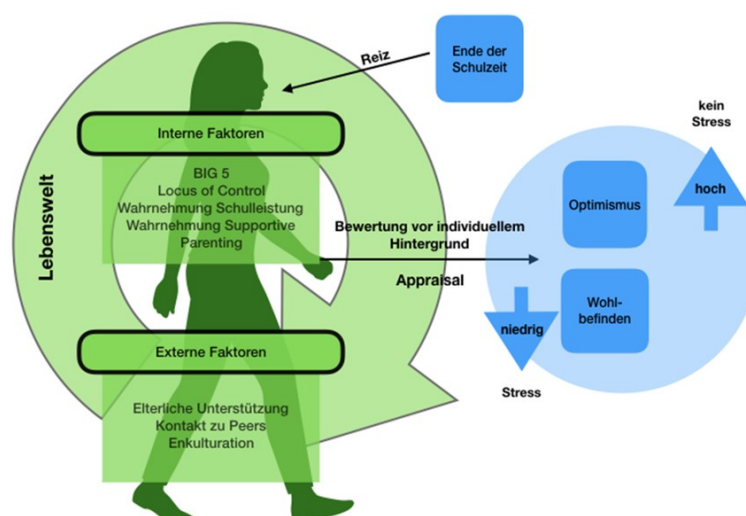 Ende der
Schulzeit
Reiz
kein
Stress
Interne Faktoren
BIG 5
Locus of Control
Wahrnehmung Schulleistung
Wahrnehmung Supportive
Parenting
Lebenswelt
hoch
Optimismus
Bewertung vor individuellem
Hintergrund
Appraisal
Wohl-
befinden
niedrig
Stress
Externe Faktoren
Elterliche Unterstützung
Kontakt zu Peers
Enkulturation